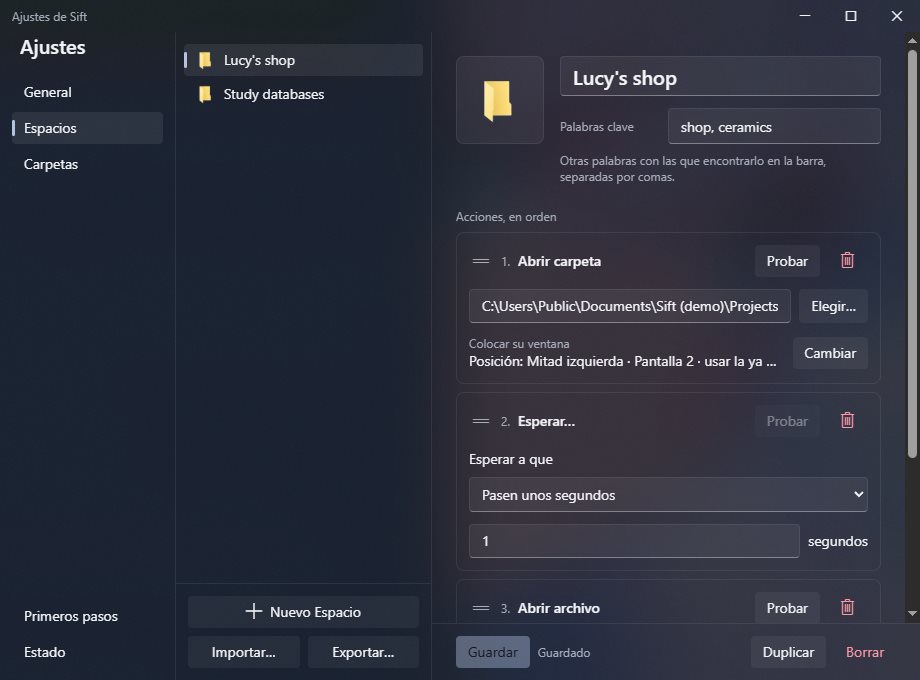 Ajustes de Sift
Ajustes
General
Espacios
Carpetas
Primeros pasos
Estado
Lucy's shop
Study databases
Nuevo Espacio
Importar...
Exportar...
Lucy's shop
Palabras clave
shop, ceramics
Otras palabras con las que encontrarlo en la barra,
separadas por comas.
Acciones, en orden
1. Abrir carpeta
Probar
C:\Users\Public\Documents\Sift (demo)\Projects
Elegir...
Colocar su ventana
Posición: Mitad izquierda · Pantalla 2 · usar la ya ...
Cambiar
2. Esperar...
Probar
Esperar a que
Pasen unos segundos
1
segundos
3. Abrir archivo
Probar
Guardar
Guardado
Duplicar
Borrar